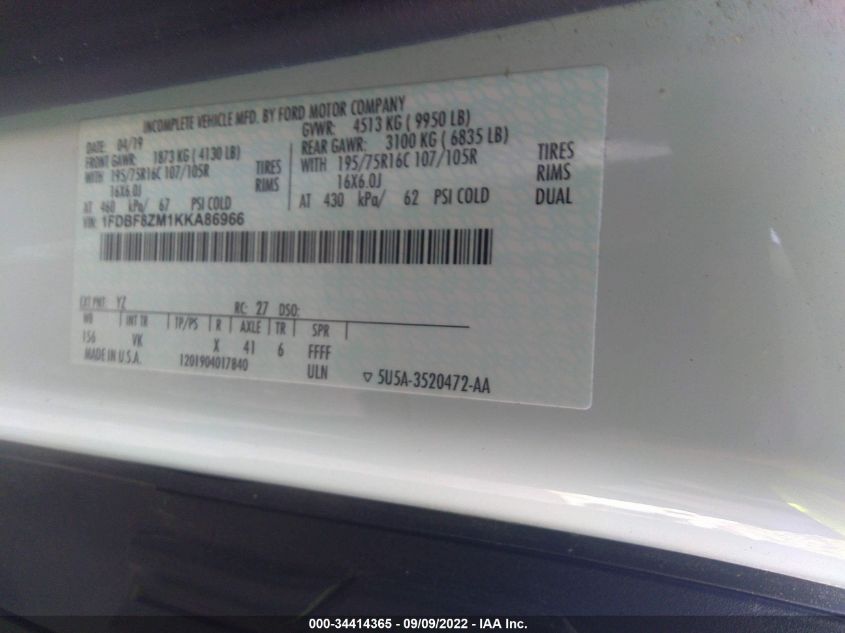 INCOMPLETE VEHICLE MFD. BY FORD MOTOR COMPANY
DATE: 04/19 GVWR: 4513 KG ( 9950 LB)
FRONT GAWR: 1873 KG ( 4130 LB) REAR GAWR: 3100 KG ( 6835 LB)
WITH 195/75R16C 107/105R TIRES WITH 195/75R16C 107/105R TIRES
16X6.0J RIMS 16X6.0J RIMS
AT 460 kPa/ 67 PSI COLD AT 430 kPa/ 62 PSI COLD DUAL
VIN: 1FDBF8ZM1KKA86966
EXT PNT: YZ RC: 27 DSO:
WB INT TR TP/PS R AXLE TR SPR
156 VK X 41 6 FFFF
MADE IN U.S.A. 1201904017840 ULN ▽ 5U5A-3520472-AA
000-34414365 - 09/09/2022 - IAA Inc.